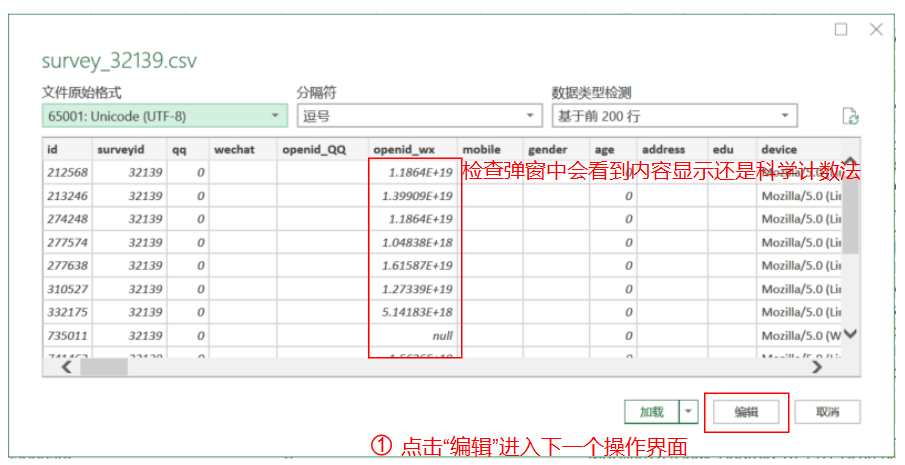 survey_32139.csv
文件原始格式 分隔符 数据类型检测
65001: Unicode (UTF-8) 逗号 基于前 200 行
id surveyid qq wechat openid_QQ openid_wx mobile gender age address edu device
212568 32139 0 1.1864E+19 检查弹窗中会看到内容显示还是科学计数法
213246 32139 0 1.39909E+19 0 Mozilla/5.0 (Lin
274248 32139 0 1.1864E+19 0 Mozilla/5.0 (Lin
277574 32139 0 1.04838E+18 0 Mozilla/5.0 (Lin
277638 32139 0 1.61587E+19 0 Mozilla/5.0 (Lin
310527 32139 0 1.27339E+19 0 Mozilla/5.0 (Lin
332175 32139 0 5.14183E+18 0 Mozilla/5.0 (Lin
735011 32139 0 null 0 Mozilla/5.0 (W
加载 编辑 取消
① 点击“编辑”进入下一个操作界面